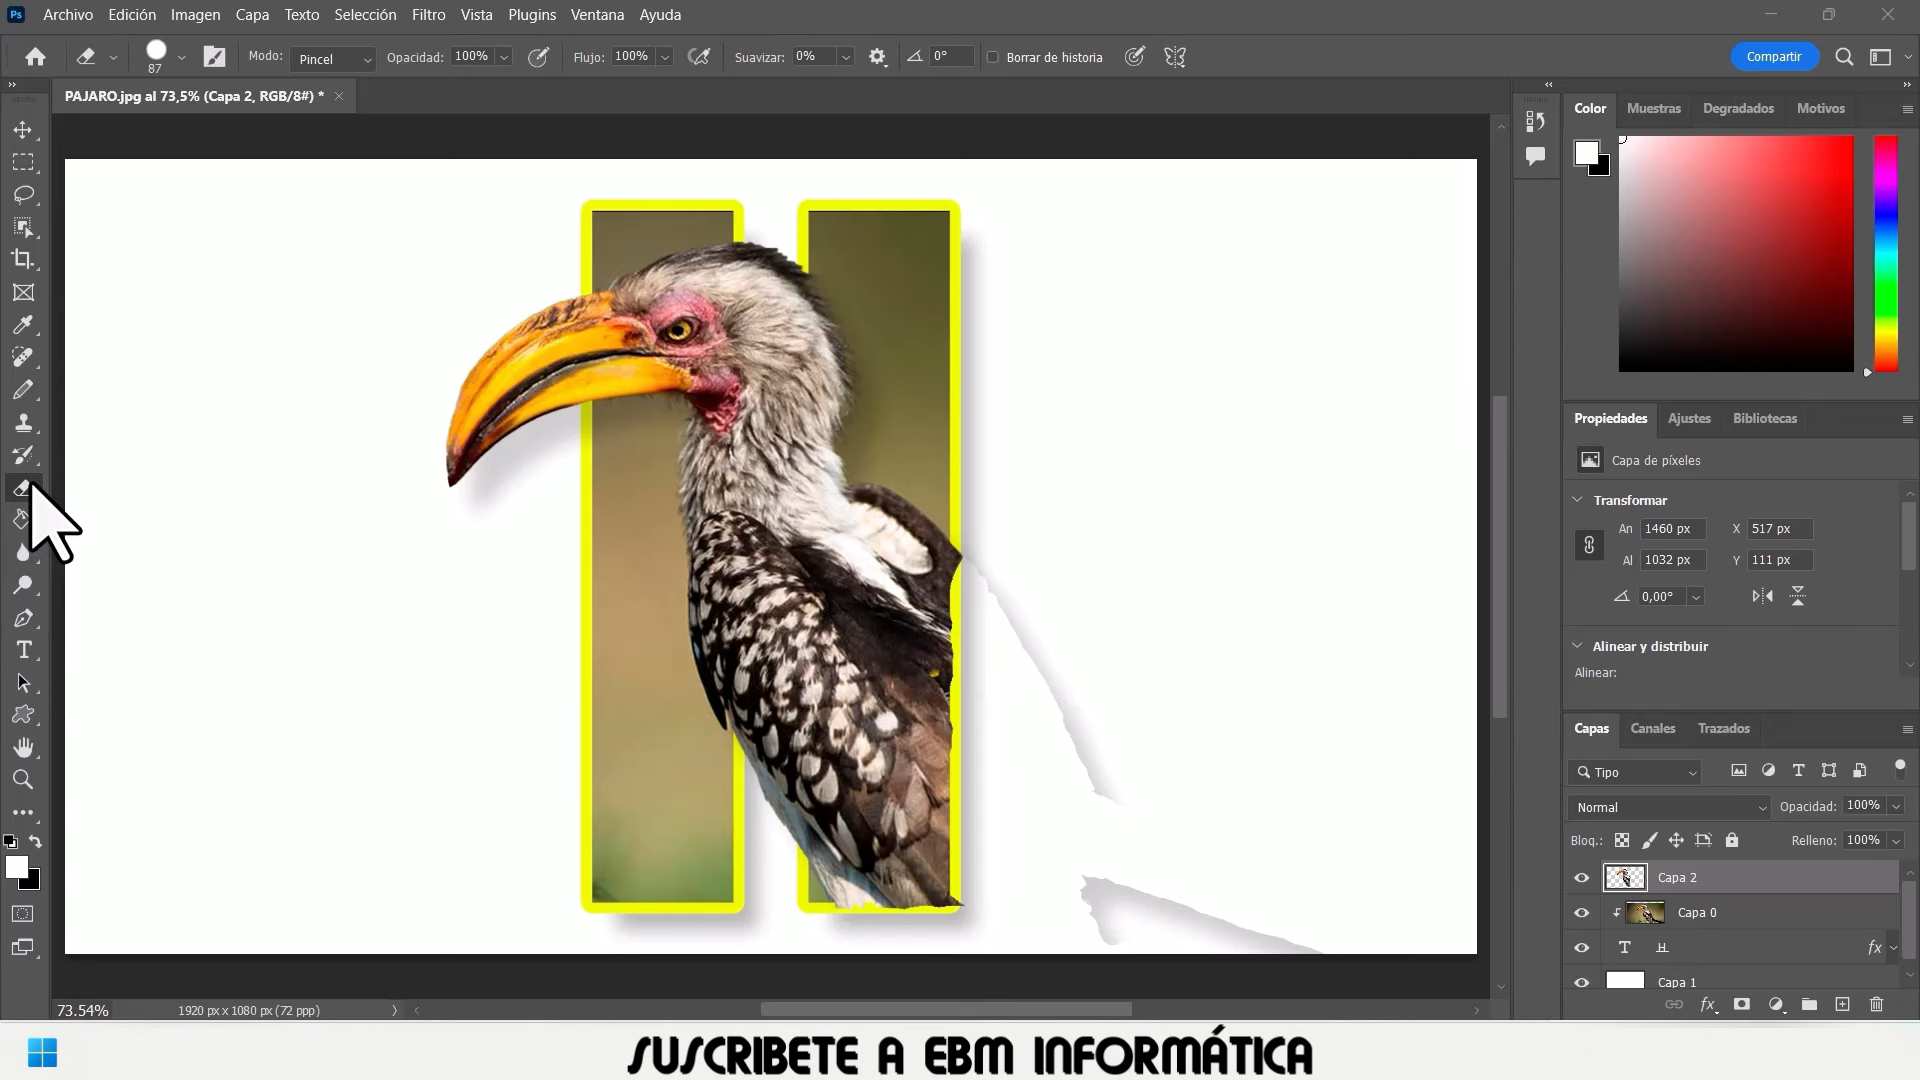 Ps Archivo Edición Imagen Capa Texto Selección Filtro Vista Plugins Ventana Ayuda
87 Modo: Pincel Opacidad: 100% Flujo: 100% Suavizar: 0% 0° Borrar de historia Compartir
PAJARO.jpg al 73,5% (Capa 2, RGB/8#) *
Color Muestras Degradados Motivos
Propiedades Ajustes Bibliotecas
Capa de píxeles
Transformar
An 1460 px X 517 px
Al 1032 px Y 111 px
0,00°
Alinear y distribuir
Alinear:
Capas Canales Trazados
Tipo
Normal Opacidad: 100%
Bloq.: Relleno: 100%
Capa 2
Capa 0
T H fx
Capa 1
fx
73.54% 1920 px x 1080 px (72 ppp)
SUSCRIBETE A EBM INFORMÁTICA